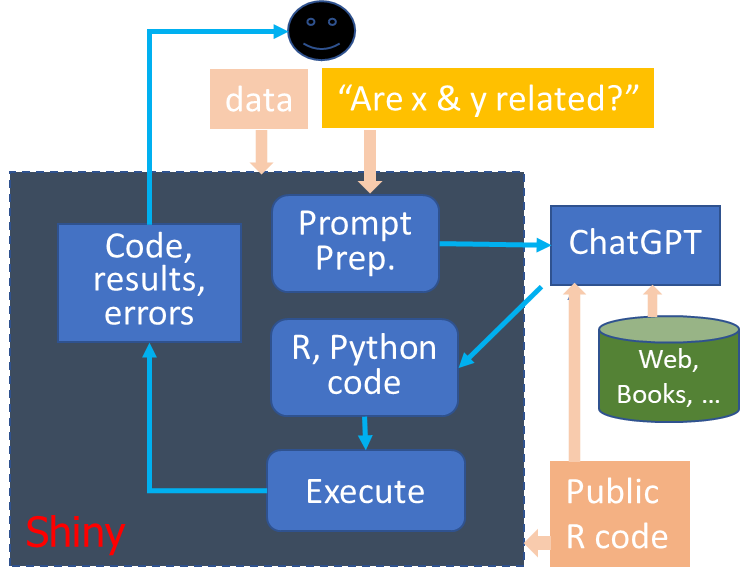 data
“Are x & y related?”
Prompt
Prep.
ChatGPT
Code,
results,
errors
R, Python
code
Web,
Books, ...
Execute
Public
R code
Shiny